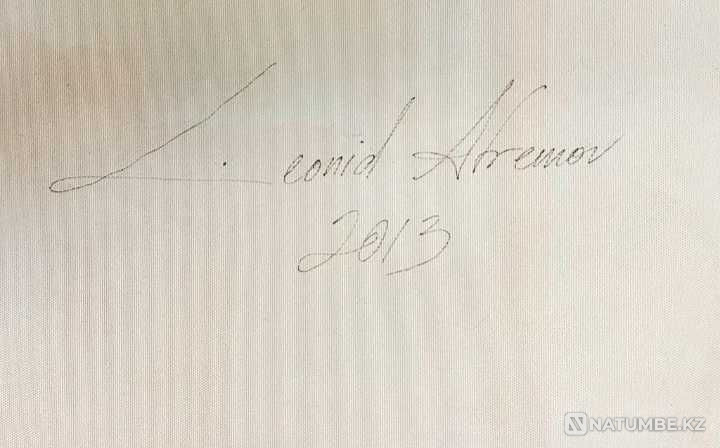 Leonid Afremov
2013
NATUMBE.KZ